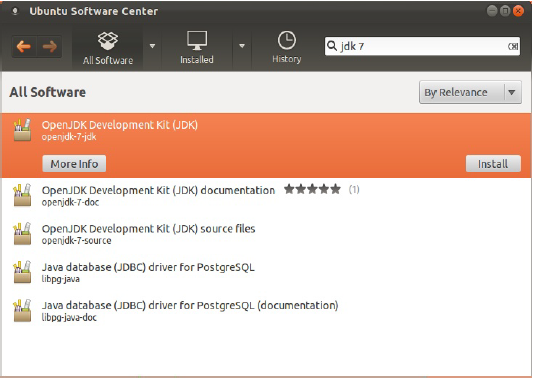 Ubuntu Software Center
All Software
Installed
History
jdk 7
All Software
By Relevance
OpenJDK Development Kit (JDK)
openjdk-7-jdk
More Info
Install
OpenJDK Development Kit (JDK) documentation (1)
openjdk-7-doc
OpenJDK Development Kit (JDK) source files
openjdk-7-source
Java database (JDBC) driver for PostgreSQL
libpg-java
Java database (JDBC) driver for PostgreSQL (documentation)
libpg-java-doc